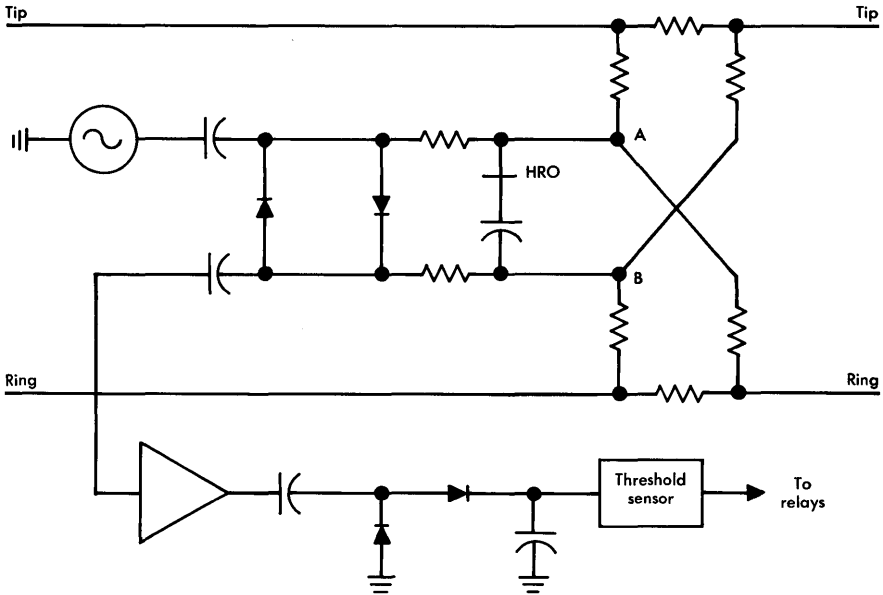 Tip
Tip
A
HRO
B
Ring
Ring
Threshold
sensor
To
relays